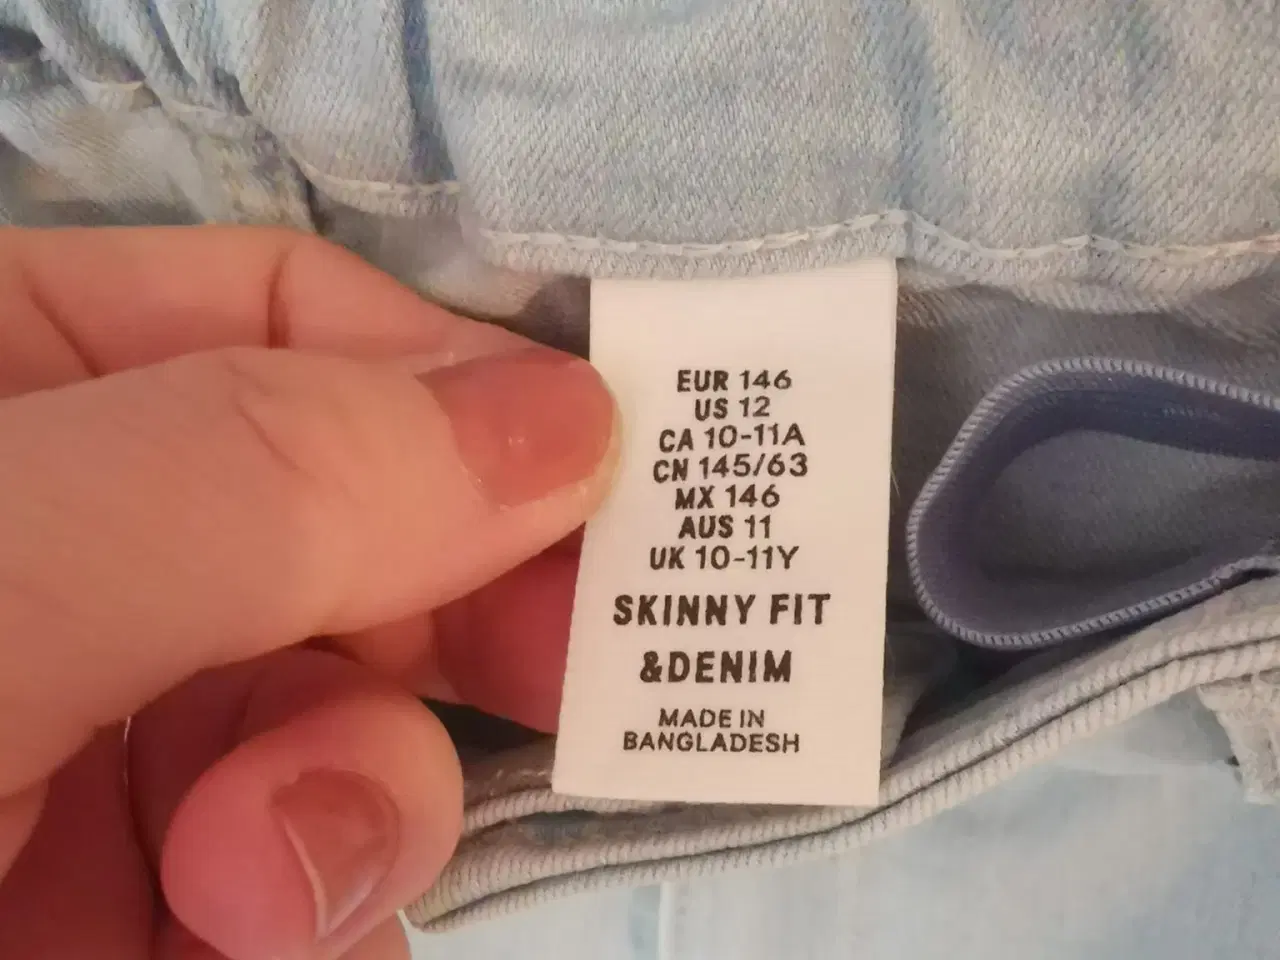 EUR 146
US 12
CA 10-11A
CN 145/63
MX 146
AUS 11
UK 10-11Y
SKINNY FIT
&DENIM
MADE IN
BANGLADESH